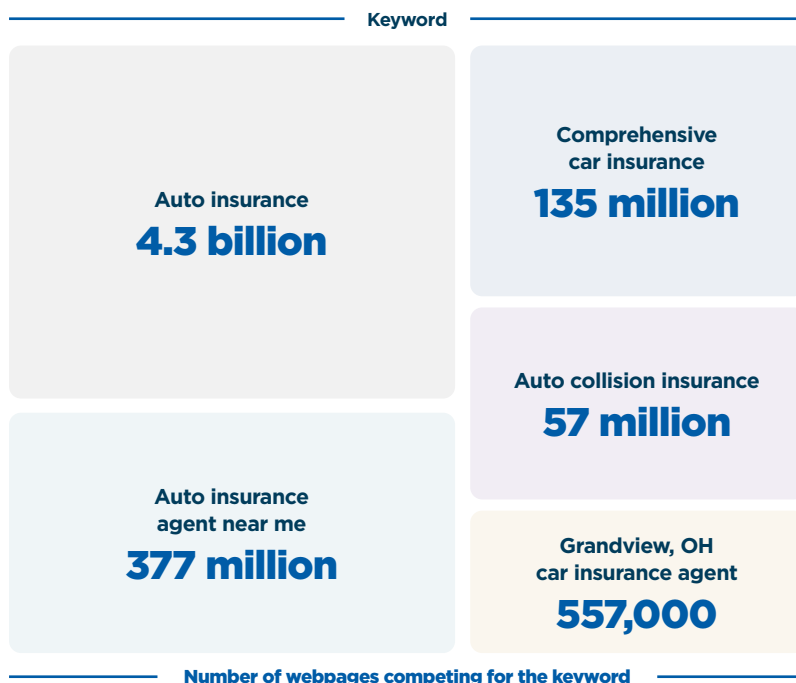 Keyword
Auto insurance
4.3 billion
Comprehensive
car insurance
135 million
Auto collision insurance
57 million
Auto insurance
agent near me
377 million
Grandview, OH
car insurance agent
557,000
Number of webpages competing for the keyword